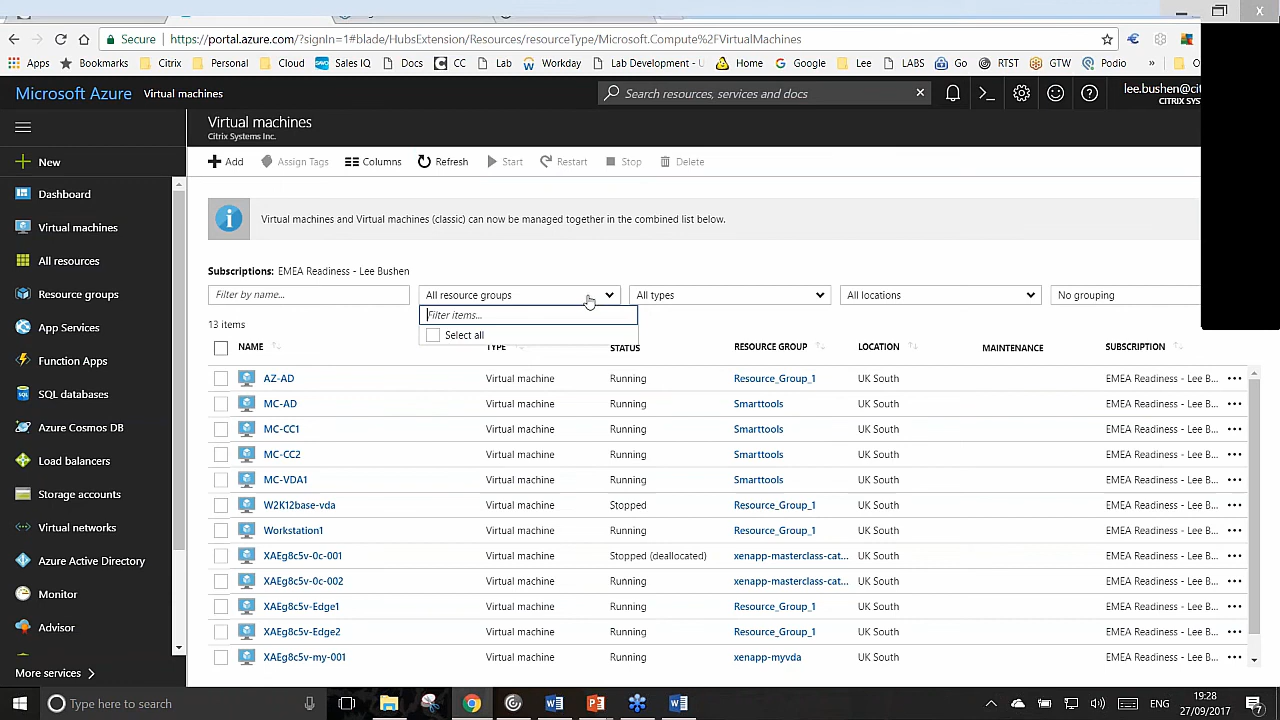 Secure https://portal.azure.com/?signIn=1#blade/HubsExtension/Resources/resourceType/Microsoft.Compute%2FVirtualMachines
Apps Bookmarks Citrix Personal Cloud Sales IQ Docs CC Lab Workday Lab Development - U Home Google Lee LABS Go RTST GTW Podio » O
Microsoft Azure Virtual machines Search resources, services and docs lee.bushen@cit
CITRIX SYS
Virtual machines
Citrix Systems Inc.
New
Dashboard
Virtual machines
All resources
Resource groups
App Services
Function Apps
SQL databases
Azure Cosmos DB
Load balancers
Storage accounts
Virtual networks
Azure Active Directory
Monitor
Advisor
More services
Add Assign Tags Columns Refresh Start Restart Stop Delete
Virtual machines and Virtual machines (classic) can now be managed together in the combined list below.
Subscriptions: EMEA Readiness - Lee Bushen
Filter by name... All resource groups All types All locations No grouping
Filter items...
Select all
13 items
NAME TYPE STATUS RESOURCE GROUP LOCATION MAINTENANCE SUBSCRIPTION
AZ-AD Virtual machine Running Resource_Group_1 UK South EMEA Readiness - Lee B...
MC-AD Virtual machine Running Smarttools UK South EMEA Readiness - Lee B...
MC-CC1 Virtual machine Running Smarttools UK South EMEA Readiness - Lee B...
MC-CC2 Virtual machine Running Smarttools UK South EMEA Readiness - Lee B...
MC-VDA1 Virtual machine Running Smarttools UK South EMEA Readiness - Lee B...
W2K12base-vda Virtual machine Stopped Resource_Group_1 UK South EMEA Readiness - Lee B...
Workstation1 Virtual machine Running Resource_Group_1 UK South EMEA Readiness - Lee B...
XAEg8c5v-0c-001 Virtual machine Stopped (deallocated) xenapp-masterclass-cat... UK South EMEA Readiness - Lee B...
XAEg8c5v-0c-002 Virtual machine Running xenapp-masterclass-cat... UK South EMEA Readiness - Lee B...
XAEg8c5v-Edge1 Virtual machine Running Resource_Group_1 UK South EMEA Readiness - Lee B...
XAEg8c5v-Edge2 Virtual machine Running Resource_Group_1 UK South EMEA Readiness - Lee B...
XAEg8c5v-my-001 Virtual machine Running xenapp-myvda UK South EMEA Readiness - Lee B...
Type here to search ENG 19:28
27/09/2017 7